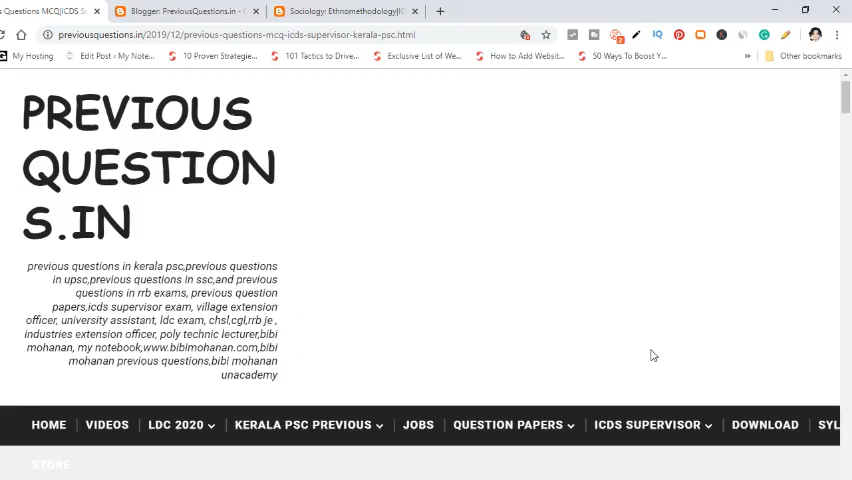 s Questions MCQ|ICDS S
Blogger: PreviousQuestions.in - C
Sociology: Ethnomethodology|IC
previousquestions.in/2019/12/previous-questions-mcq-icds-supervisor-kerala-psc.html
My Hosting
Edit Post ‹ My Note...
10 Proven Strategie...
101 Tactics to Drive...
Exclusive List of We...
How to Add Websit...
50 Ways To Boost Y...
Other bookmarks
PREVIOUS
QUESTION
S.IN
previous questions in kerala psc,previous questions
in upsc,previous questions in ssc,and previous
questions in rrb exams, previous question
papers,icds supervisor exam, village extension
officer, university assistant, ldc exam, chsl,cgl,rrb je ,
industries extension officer, poly technic lecturer,bibi
mohanan, my notebook,www.bibimohanan.com,bibi
mohanan previous questions,bibi mohanan
unacademy
HOME VIDEOS LDC 2020 KERALA PSC PREVIOUS JOBS QUESTION PAPERS ICDS SUPERVISOR DOWNLOAD SYL
STORE